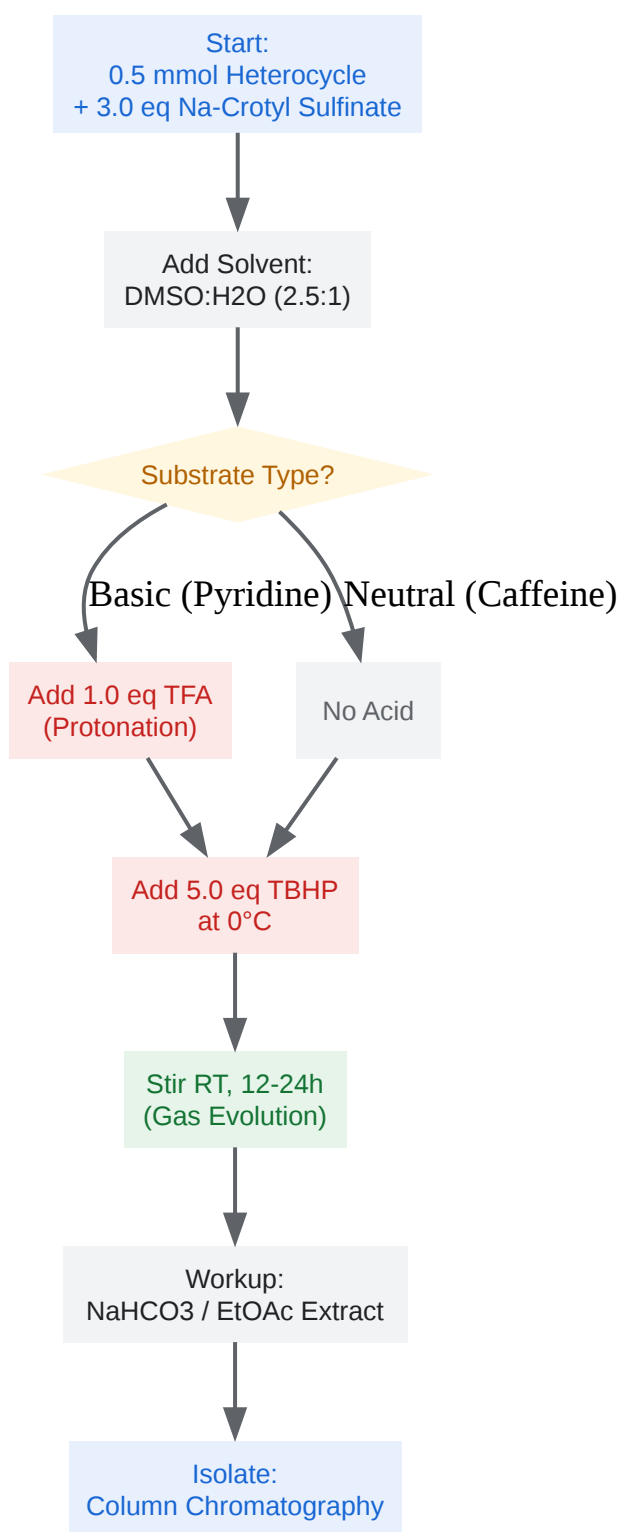 Start:
0.5 mmol Heterocycle
+ 3.0 eq Na-Crotyl Sulfinate
Add Solvent:
DMSO:H2O (2.5:1)
Substrate Type?
Basic (Pyridine)
Neutral (Caffeine)
Add 1.0 eq TFA
(Protonation)
No Acid
Add 5.0 eq TBHP
at 0°C
Stir RT, 12-24h
(Gas Evolution)
Workup:
NaHCO3 / EtOAc Extract
Isolate:
Column Chromatography